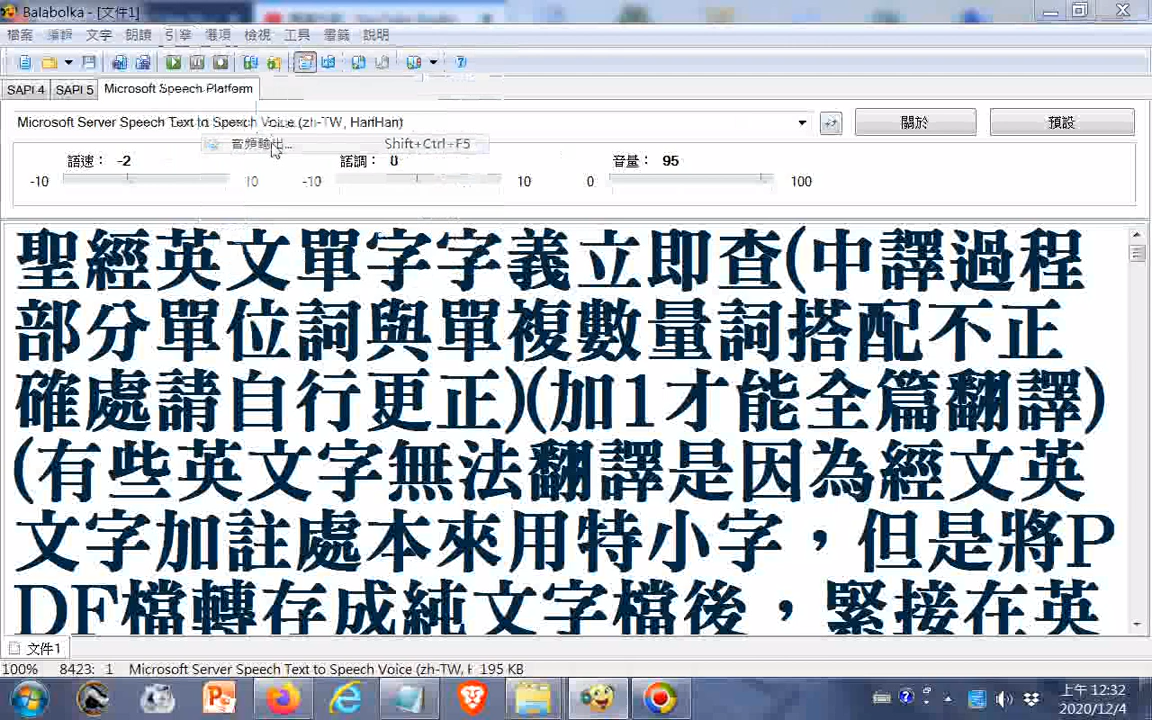 Balabolka - [文件1]
檔案 編輯 文字 朗讀 引擎 選項 檢視 工具 書籤 說明
SAPI 4 SAPI 5 Microsoft Speech Platform
Microsoft Server Speech Text to Speech Voice (zh-TW, HanHan) 關於 預設
音頻輸出... Shift+Ctrl+F5
語速： -2 語調： 0 音量： 95
-10 10 -10 10 0 100
聖經英文單字字義立即查(中譯過程
部分單位詞與單複數量詞搭配不正
確處請自行更正)(加1才能全篇翻譯)
(有些英文字無法翻譯是因為經文英
文字加註處本來用特小字，但是將P
DF檔轉存成純文字檔後，緊接在英
文件1
100% 8423: 1 Microsoft Server Speech Text to Speech Voice (zh-TW, H 195 KB
上午 12:32
2020/12/4